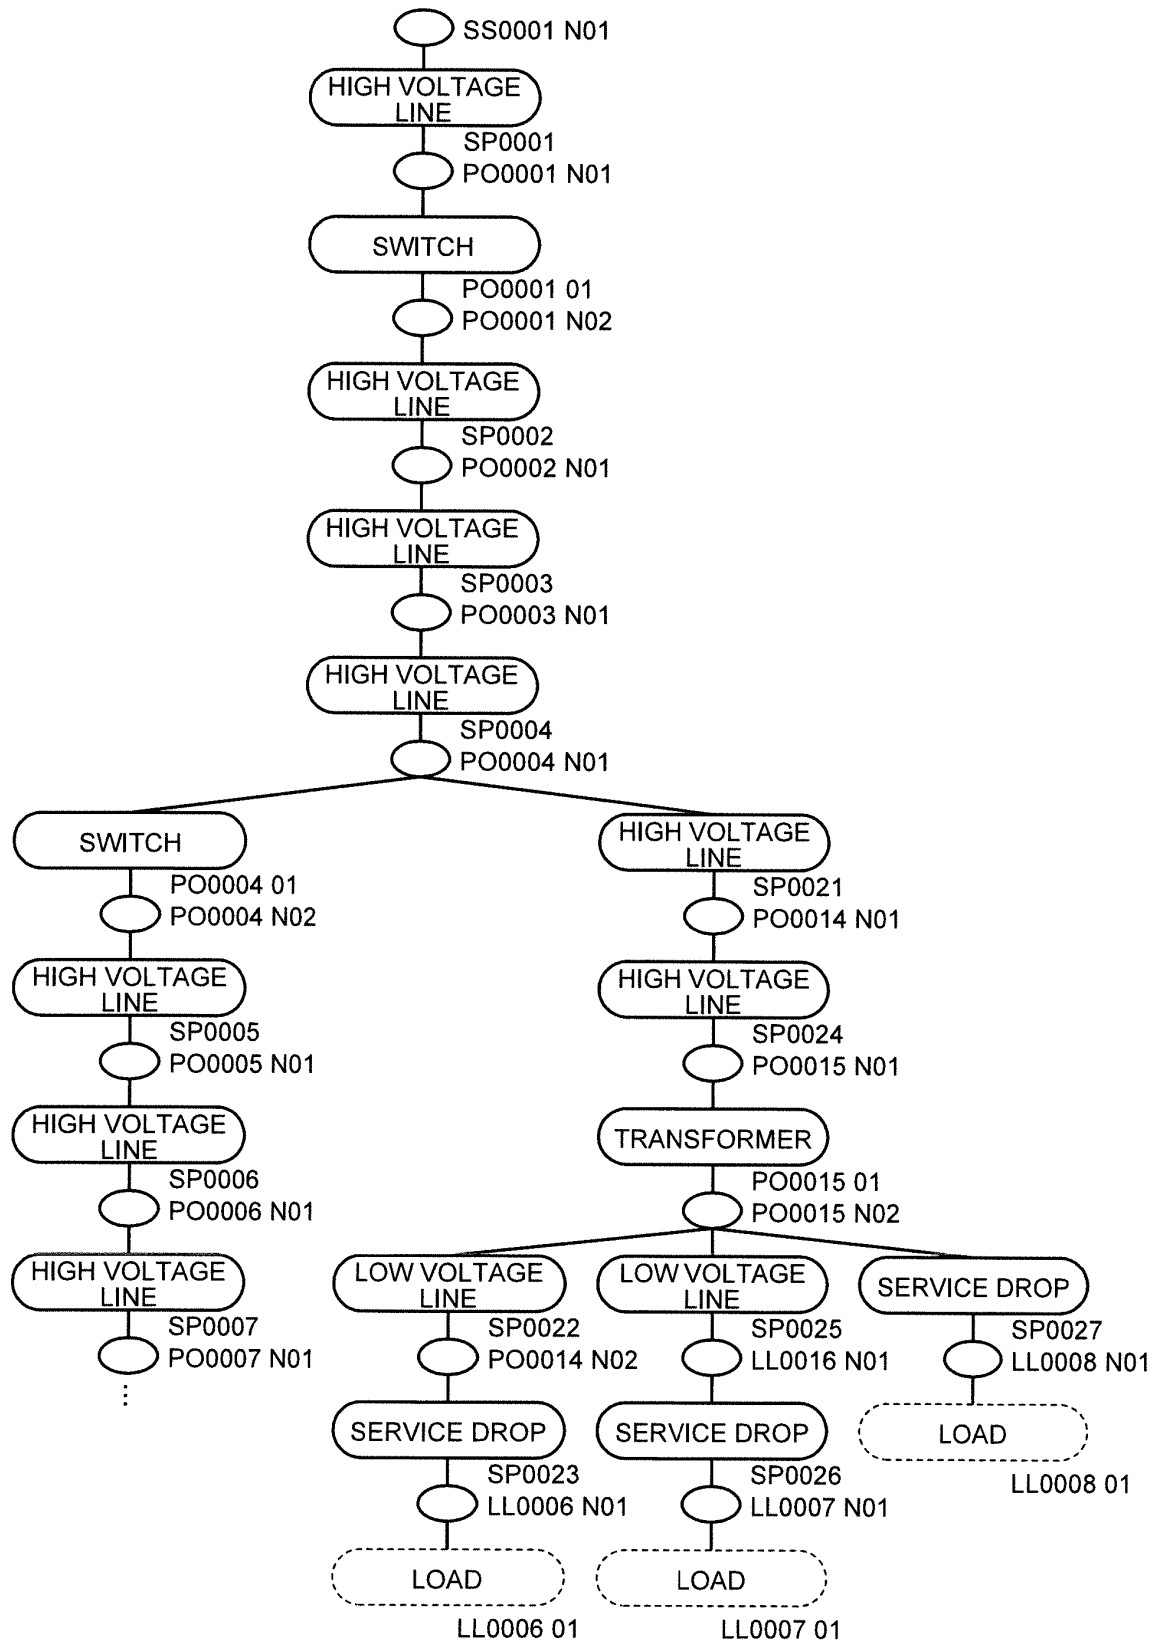 SS0001 N01
HIGH VOLTAGE
LINE
SP0001
PO0001 N01
SWITCH
PO0001 01
PO0001 N02
HIGH VOLTAGE
LINE
SP0002
PO0002 N01
HIGH VOLTAGE
LINE
SP0003
PO0003 N01
HIGH VOLTAGE
LINE
SP0004
PO0004 N01
SWITCH
PO0004 01
PO0004 N02
HIGH VOLTAGE
LINE
SP0005
PO0005 N01
HIGH VOLTAGE
LINE
SP0006
PO0006 N01
HIGH VOLTAGE
LINE
SP0007
PO0007 N01
⋮
HIGH VOLTAGE
LINE
SP0021
PO0014 N01
HIGH VOLTAGE
LINE
SP0024
PO0015 N01
TRANSFORMER
PO0015 01
PO0015 N02
LOW VOLTAGE
LINE
SP0022
PO0014 N02
SERVICE DROP
SP0023
LL0006 N01
LOAD
LL0006 01
LOW VOLTAGE
LINE
SP0025
LL0016 N01
SERVICE DROP
SP0026
LL0007 N01
LOAD
LL0007 01
SERVICE DROP
SP0027
LL0008 N01
LOAD
LL0008 01